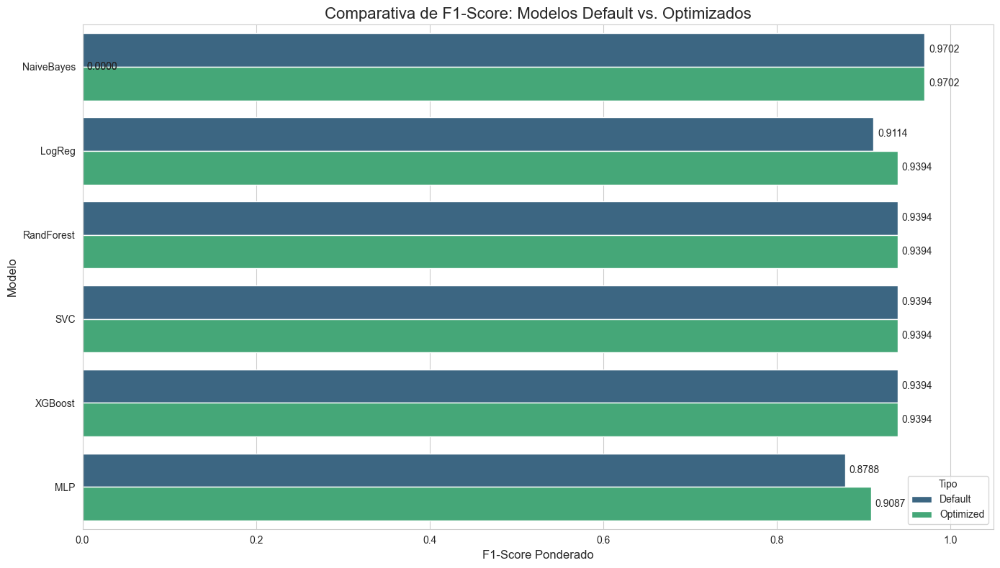 Comparativa de F1-Score: Modelos Default vs. Optimizados
Modelo
NaiveBayes
0.0000
0.9702
0.9702
LogReg
0.9114
0.9394
RandForest
0.9394
0.9394
SVC
0.9394
0.9394
XGBoost
0.9394
0.9394
MLP
0.8788
0.9087
Tipo
Default
Optimized
0.0 0.2 0.4 0.6 0.8 1.0
F1-Score Ponderado